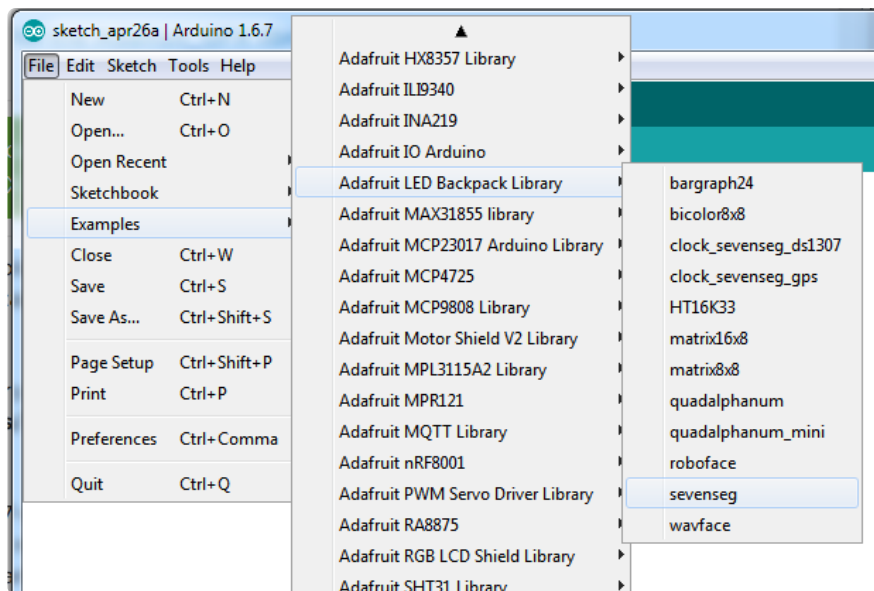 sketch_apr26a | Arduino 1.6.7
File Edit Sketch Tools Help
New Ctrl+N
Open... Ctrl+O
Open Recent
Sketchbook
Examples
Close Ctrl+W
Save Ctrl+S
Save As... Ctrl+Shift+S
Page Setup Ctrl+Shift+P
Print Ctrl+P
Preferences Ctrl+Comma
Quit Ctrl+Q
Adafruit HX8357 Library
Adafruit ILI9340
Adafruit INA219
Adafruit IO Arduino
Adafruit LED Backpack Library
Adafruit MAX31855 library
Adafruit MCP23017 Arduino Library
Adafruit MCP4725
Adafruit MCP9808 Library
Adafruit Motor Shield V2 Library
Adafruit MPL3115A2 Library
Adafruit MPR121
Adafruit MQTT Library
Adafruit nRF8001
Adafruit PWM Servo Driver Library
Adafruit RA8875
Adafruit RGB LCD Shield Library
Adafruit SHT31 Library
bargraph24
bicolor8x8
clock_sevenseg_ds1307
clock_sevenseg_gps
HT16K33
matrix16x8
matrix8x8
quadalphanum
quadalphanum_mini
roboface
sevenseg
wavface